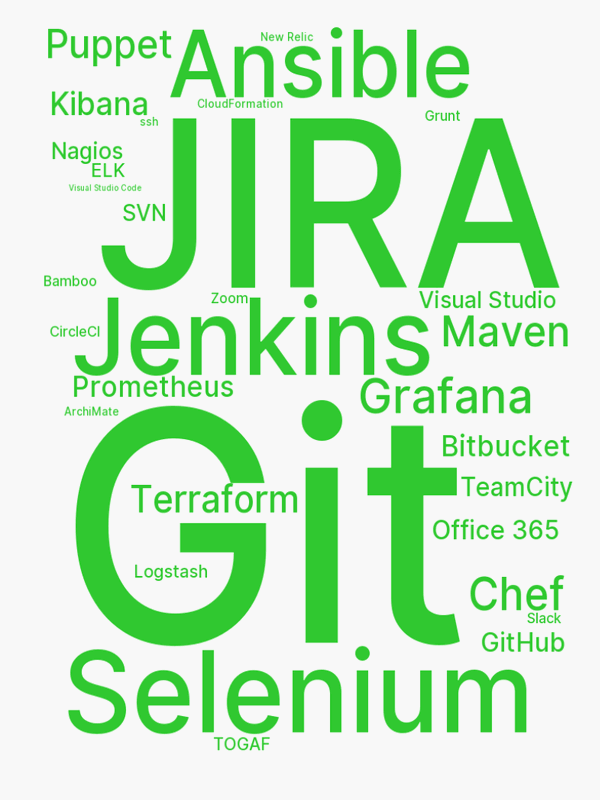 New Relic
Puppet
Ansible
Kibana
CloudFormation
Grunt
ssh
JIRA
Nagios
ELK
Visual Studio Code
SVN
Bamboo
Zoom
Visual Studio
CircleCI
Jenkins
Maven
Prometheus
Grafana
ArchiMate
Git
Bitbucket
TeamCity
Terraform
Office 365
Logstash
Chef
Slack
GitHub
Selenium
TOGAF